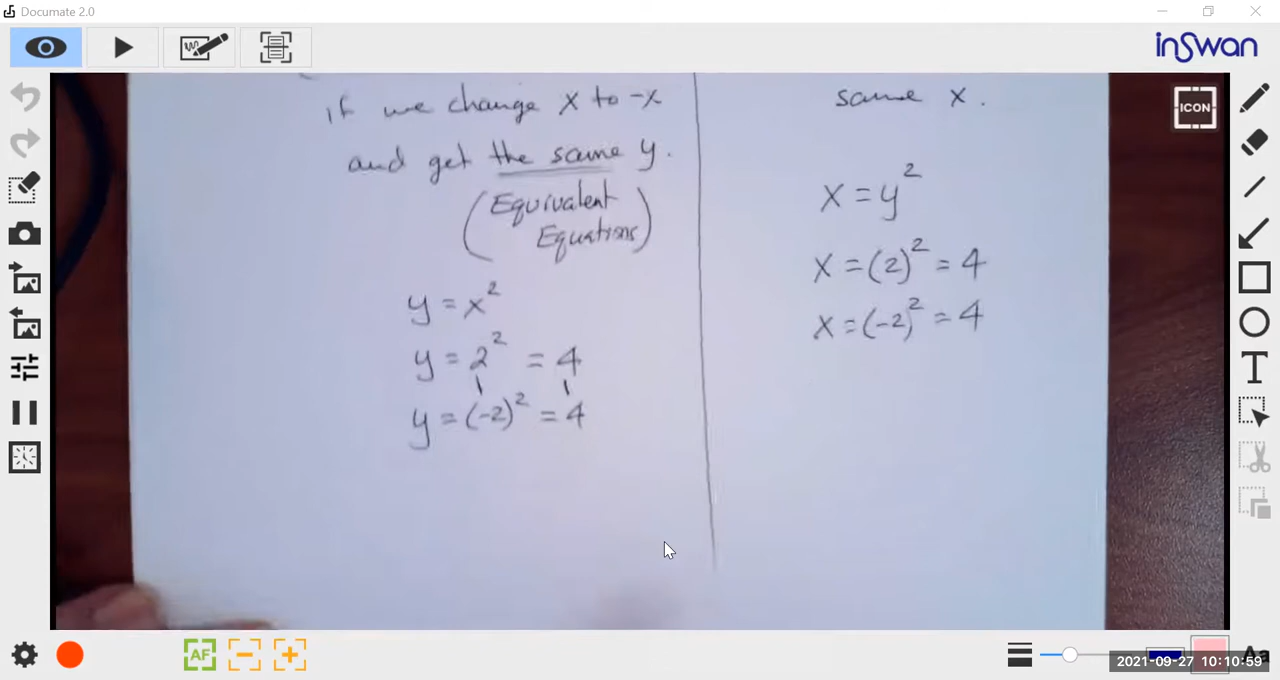 Documate 2.0
inSwan
ICON
if we change x to -x
and get the same y.
(Equivalent
Equations)
y = x²
y = 2² = 4
y = (-2)² = 4
same x.
x = y²
x = (2)² = 4
x = (-2)² = 4
T
AF
Aa
2021-09-27 10:10:59